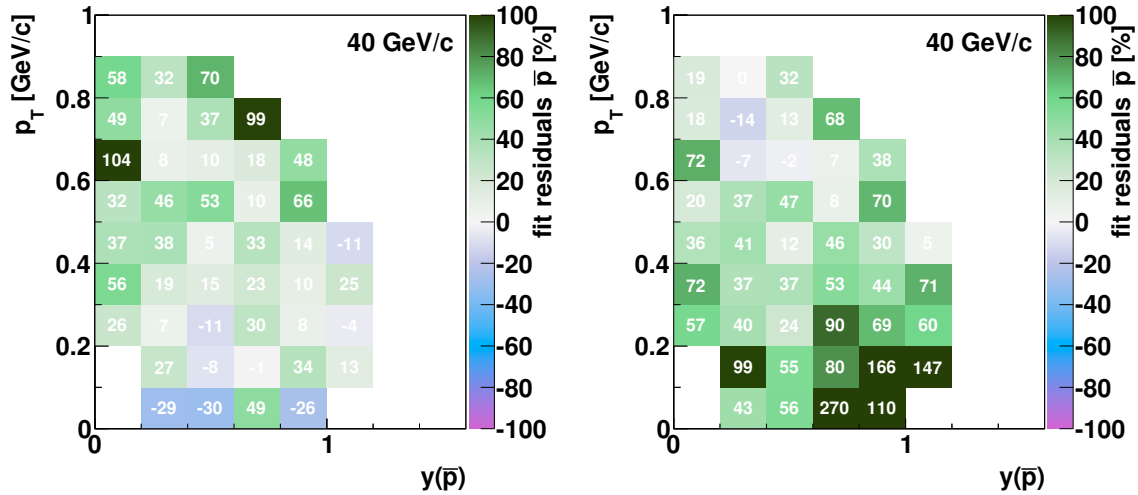 p_T [GeV/c]
1
0.8
0.6
0.4
0.2
0
40 GeV/c
58 32 70
49 7 37 99
104 8 10 18 48
32 46 53 10 66
37 38 5 33 14 -11
56 19 15 23 10 25
26 7 -11 30 8 -4
27 -8 -1 34 13
-29 -30 49 -26
0 1
y(p̅)
100
80
60
40
20
0
-20
-40
-60
-80
-100
fit residuals p̅ [%]
p_T [GeV/c]
1
0.8
0.6
0.4
0.2
0
40 GeV/c
19 0 32
18 -14 13 68
72 -7 -2 7 38
20 37 47 8 70
36 41 12 46 30 5
72 37 37 53 44 71
57 40 24 90 69 60
99 55 80 166 147
43 56 270 110
0 1
y(p̅)
100
80
60
40
20
0
-20
-40
-60
-80
-100
fit residuals p̅ [%]